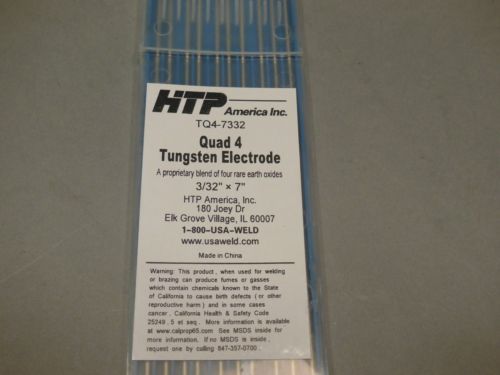 HTP America Inc.
TQ4-7332
Quad 4
Tungsten Electrode
A proprietary blend of four rare earth oxides
3/32" × 7"
HTP America, Inc.
180 Joey Dr
Elk Grove Village, IL 60007
1-800-USA-WELD
www.usaweld.com
Made in China
Warning: This product, when used for welding
or brazing can produce fumes or gasses
which contain chemicals known to the State
of California to cause birth defects (or other
reproductive harm) and in some cases
cancer. California Health & Safety Code
25249.5 et seq. More information is available
at www.calprop65.com See MSDS inside for
more information. If no MSDS is inside,
request one by calling 847-357-0700.